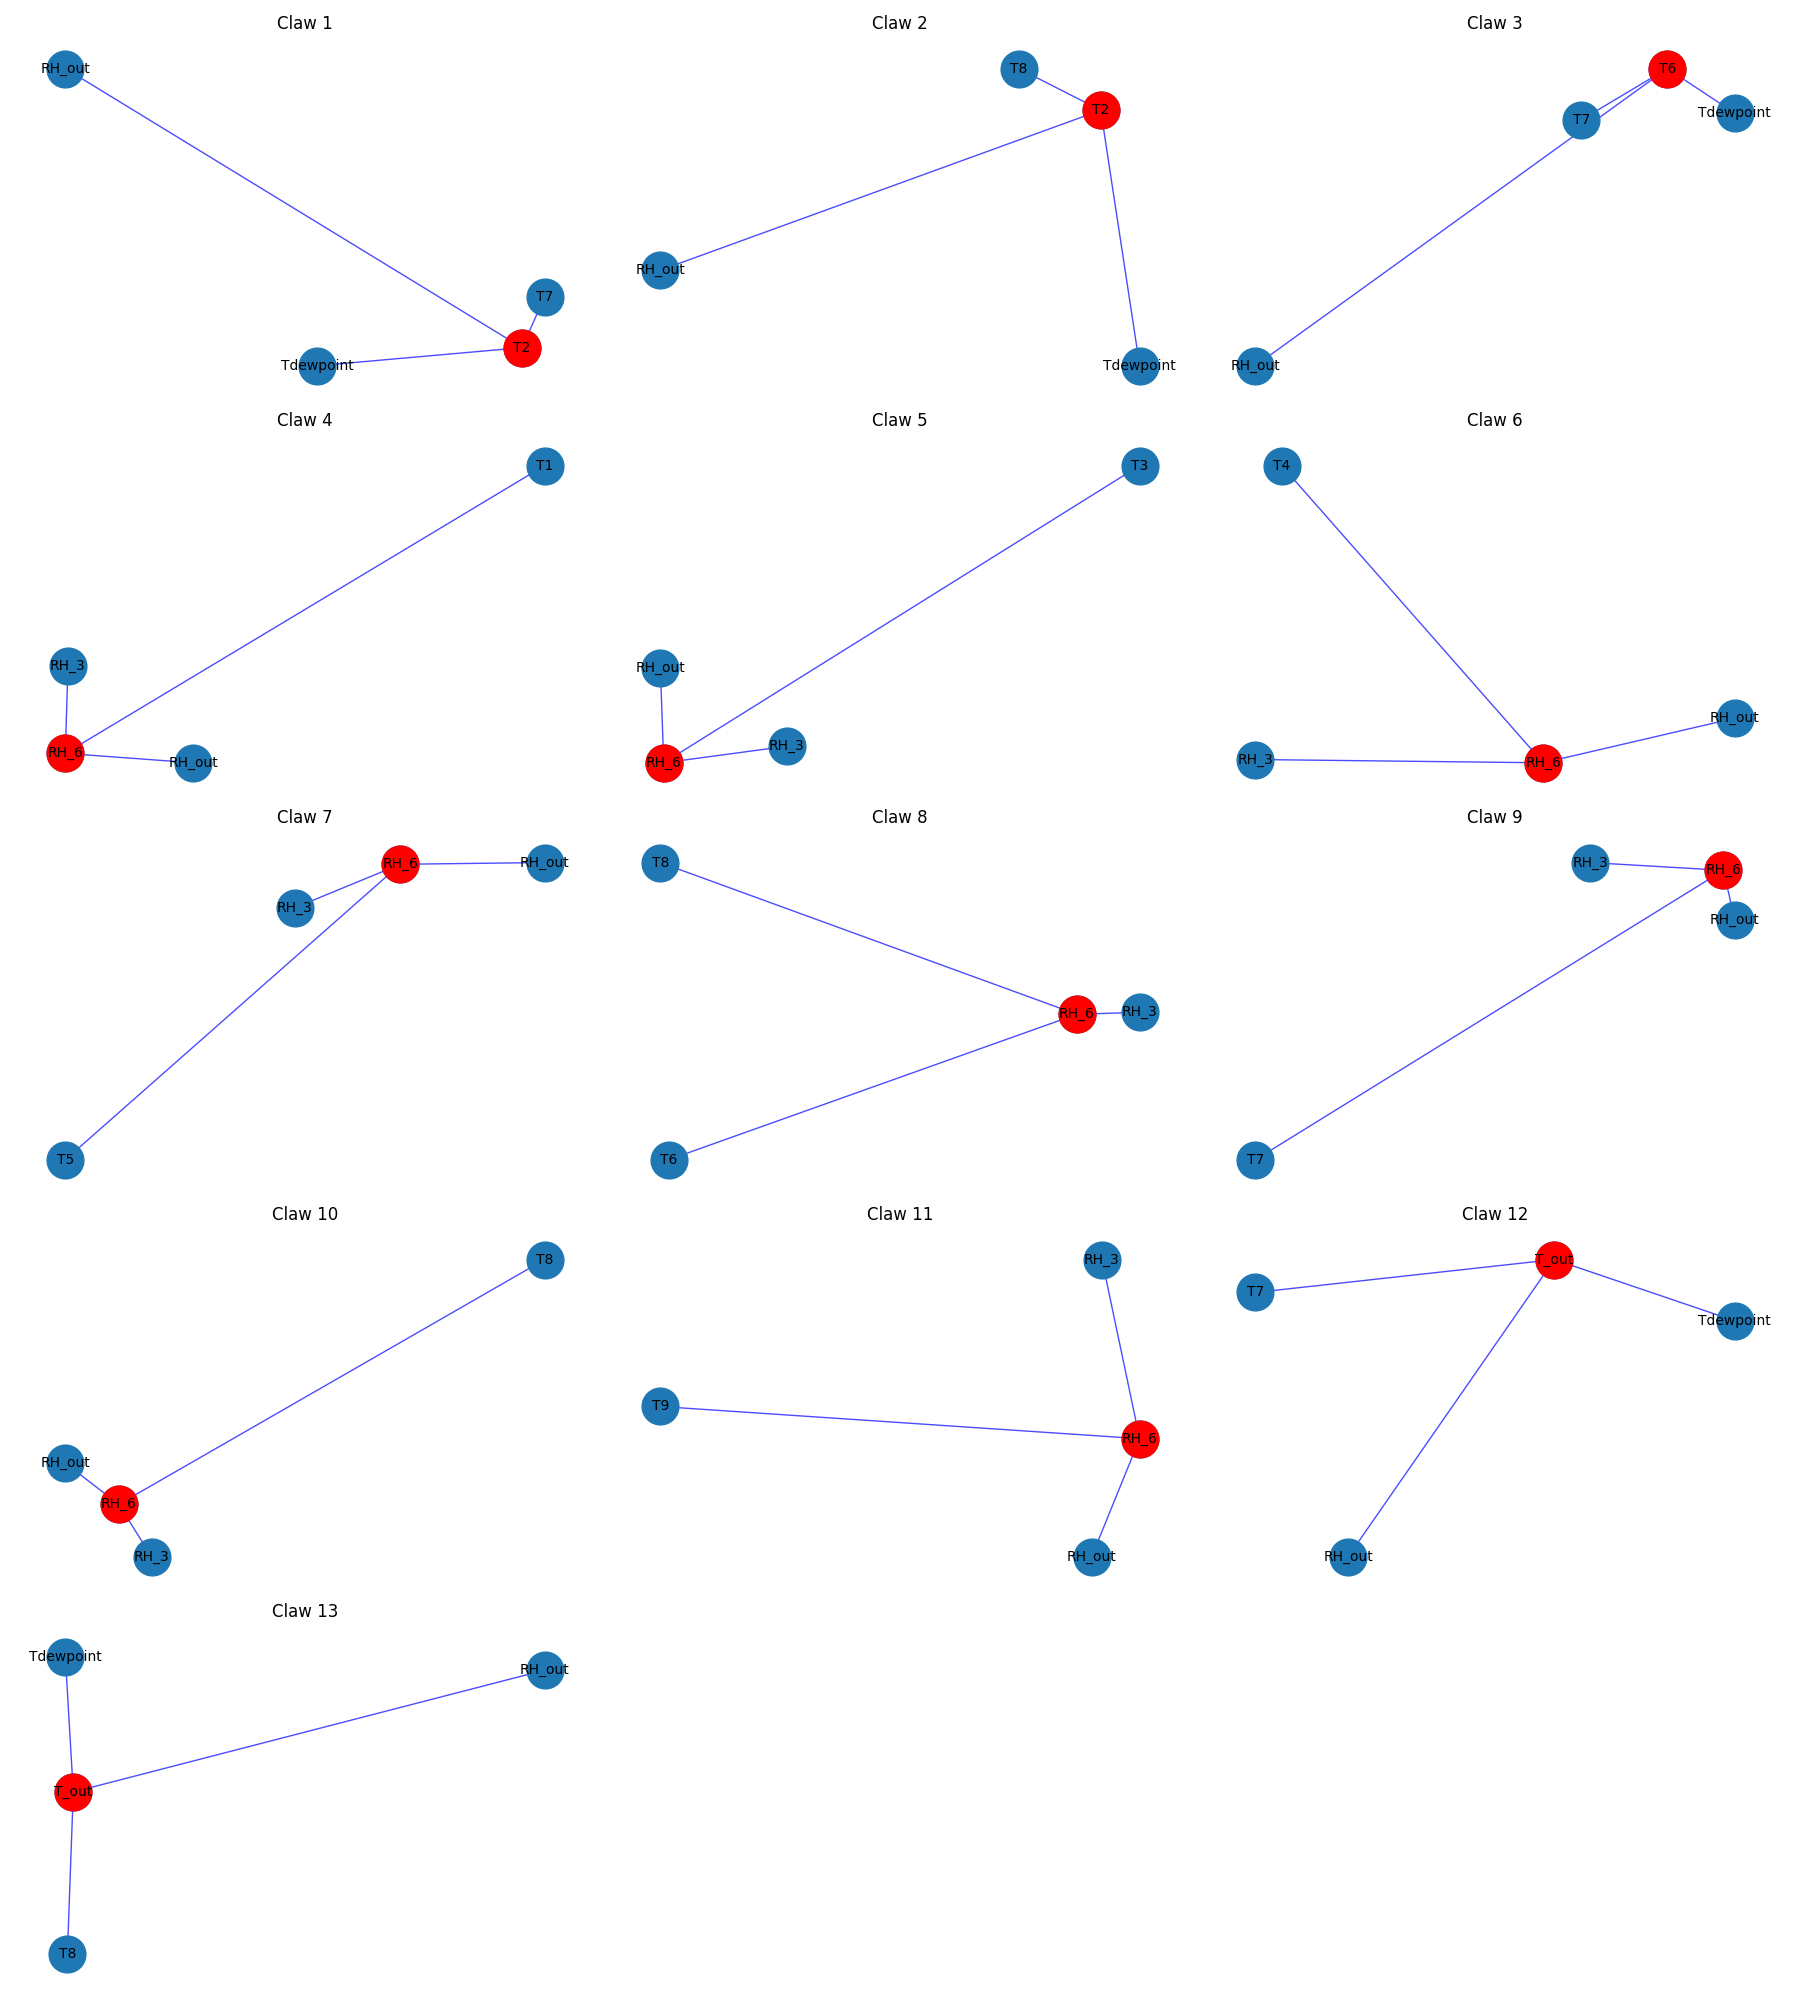 Claw 1
RH_out
T7
T2
Tdewpoint
Claw 2
T8
T2
RH_out
Tdewpoint
Claw 3
T6
Tdewpoint
T7
RH_out
Claw 4
T1
RH_3
RH_6
RH_out
Claw 5
T3
RH_out
RH_3
RH_6
Claw 6
T4
RH_out
RH_3
RH_6
Claw 7
RH_6
RH_out
RH_3
T5
Claw 8
T8
RH_6
RH_3
T6
Claw 9
RH_3
RH_6
RH_out
T7
Claw 10
T8
RH_out
RH_6
RH_3
Claw 11
RH_3
T9
RH_6
RH_out
Claw 12
T_out
T7
Tdewpoint
RH_out
Claw 13
Tdewpoint
RH_out
T_out
T8